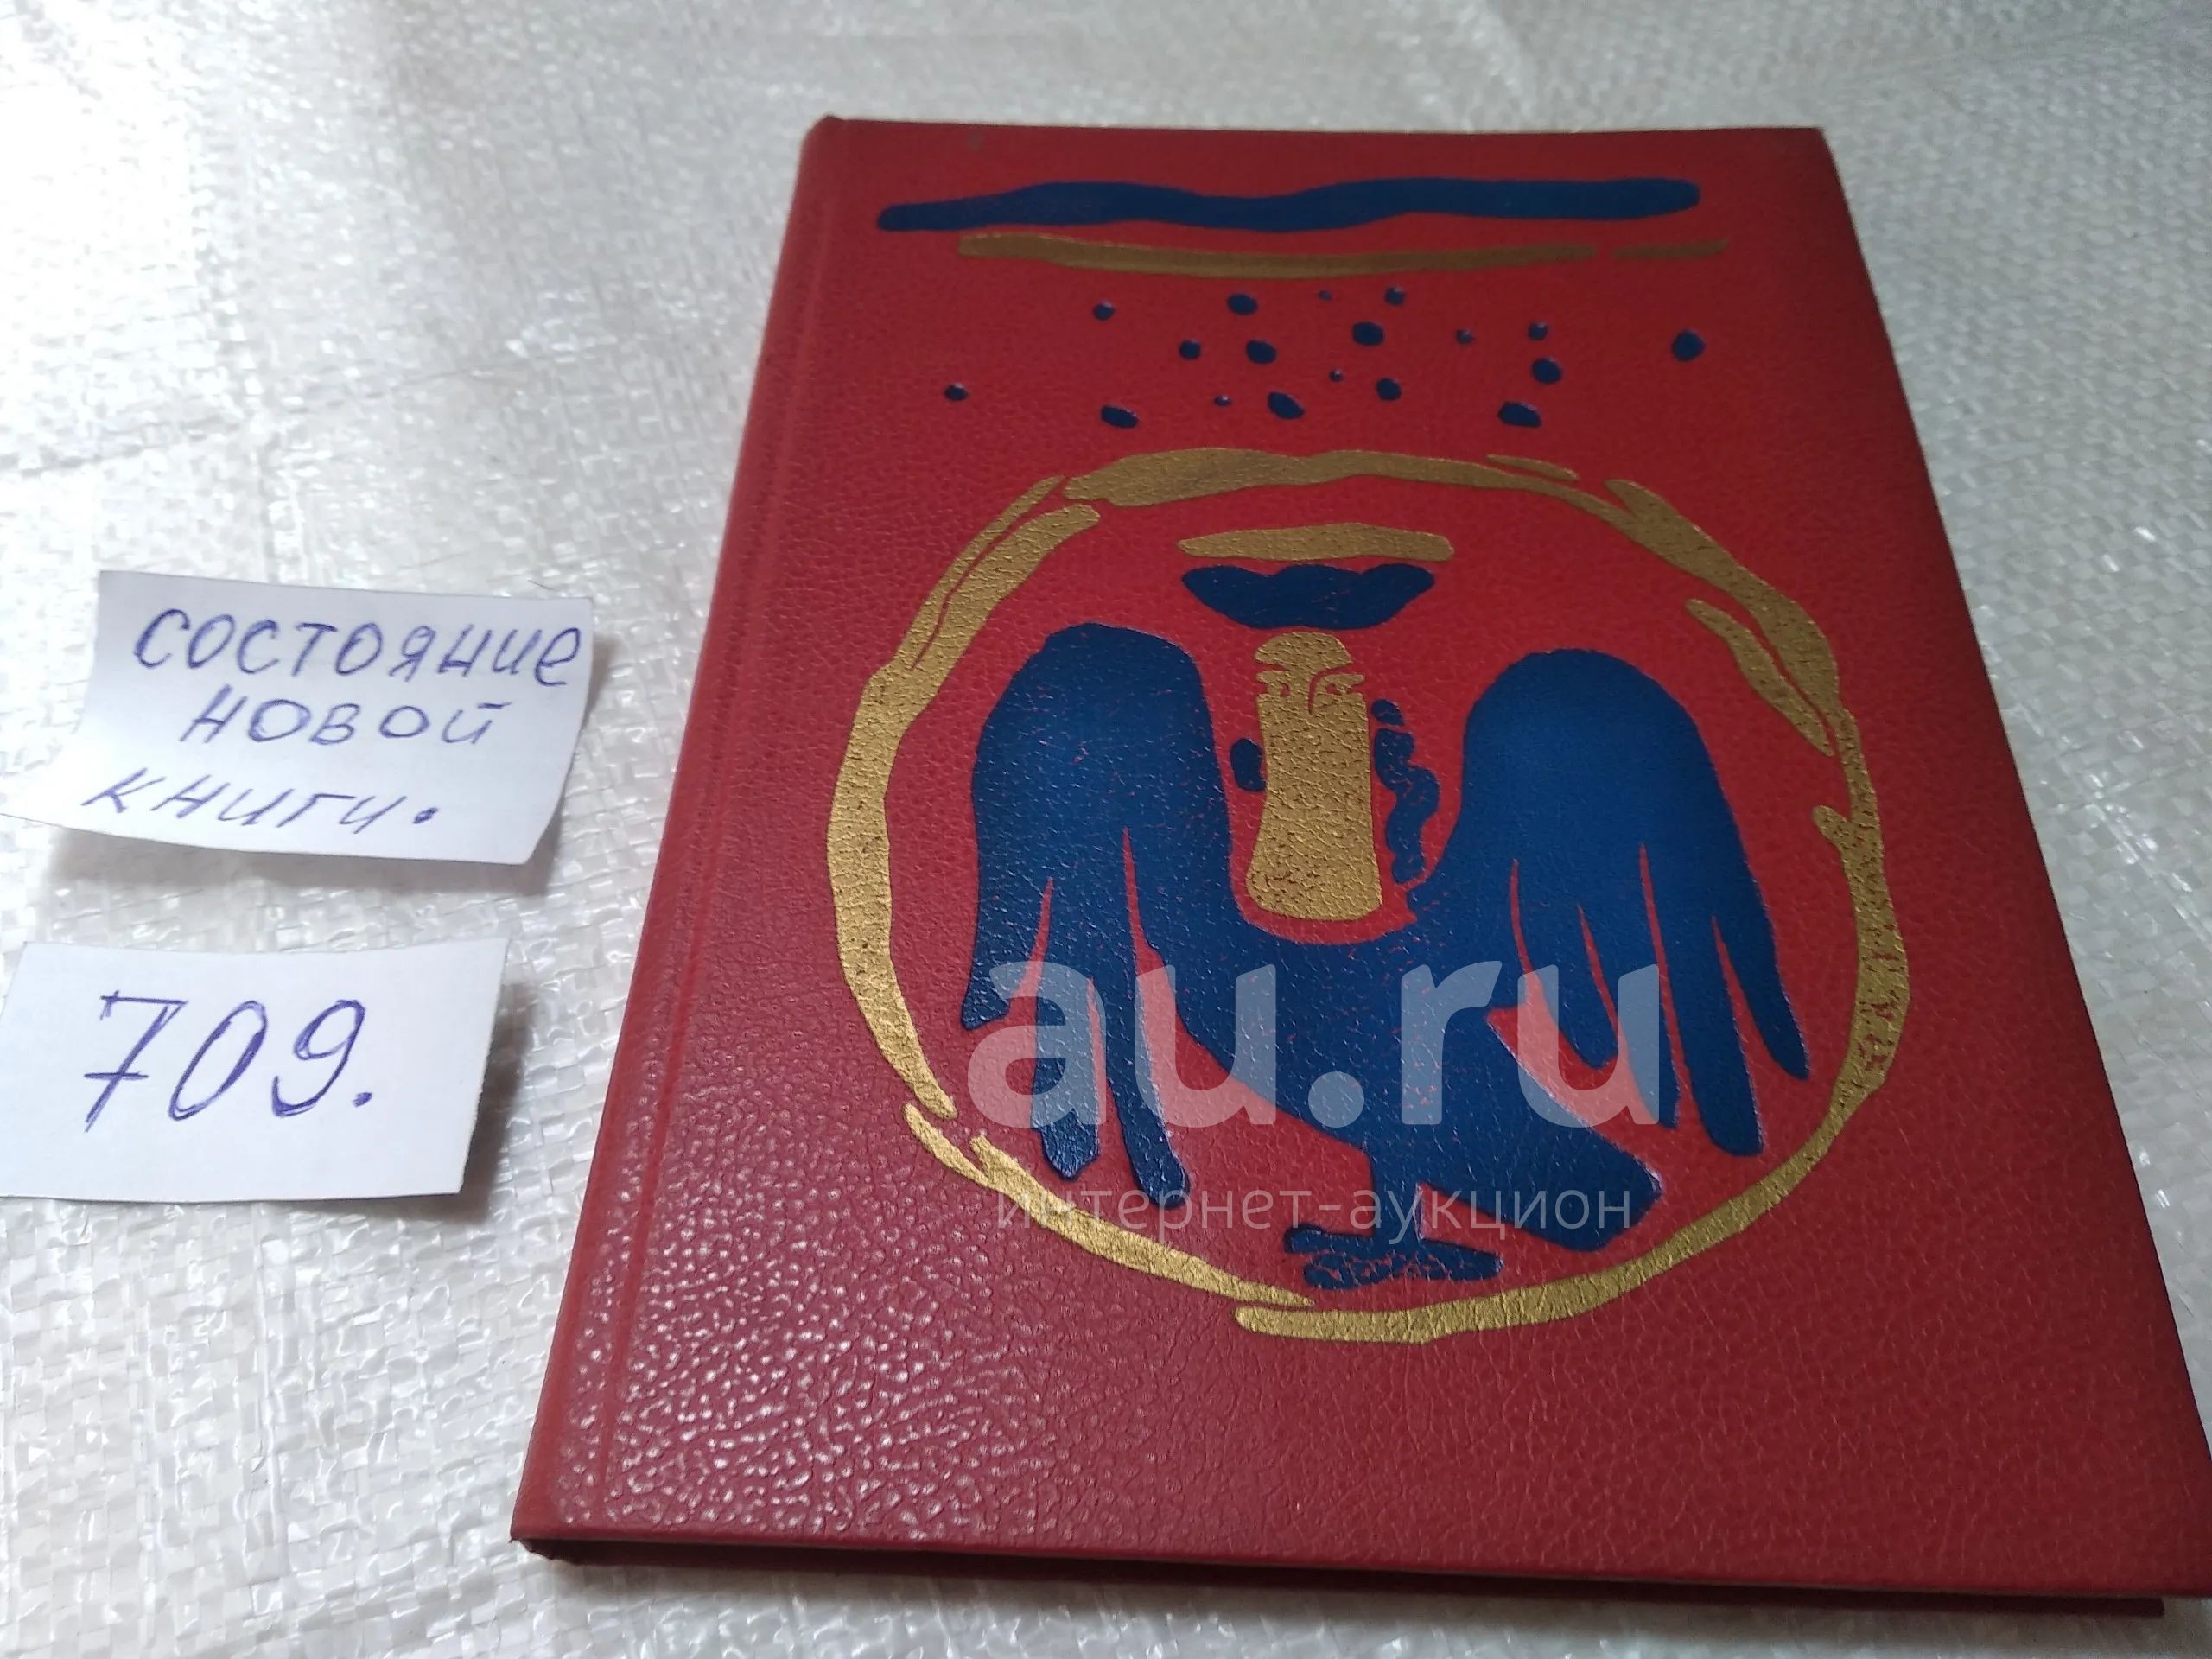 состояние
новой
книги.
709.
au.ru
интернет-аукцион